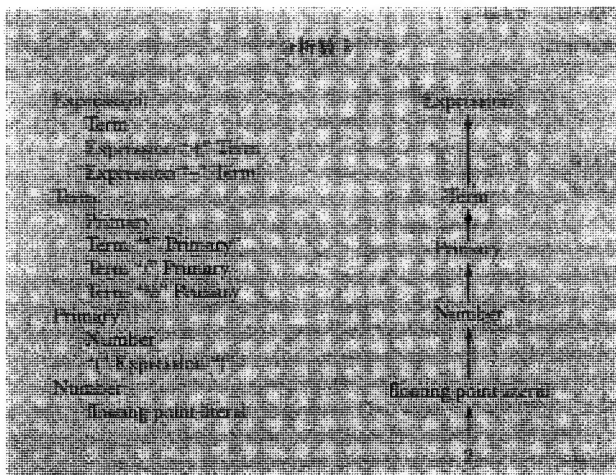 Expression:
Term
Expression "+" Term
Expression "–" Term
Term:
Primary
Term "*" Primary
Term "/" Primary
Term "%" Primary
Primary:
Number
"(" Expression ")"
Number:
floating-point-literal
Expression
Term
Primary
Number
floating-point-literal
2